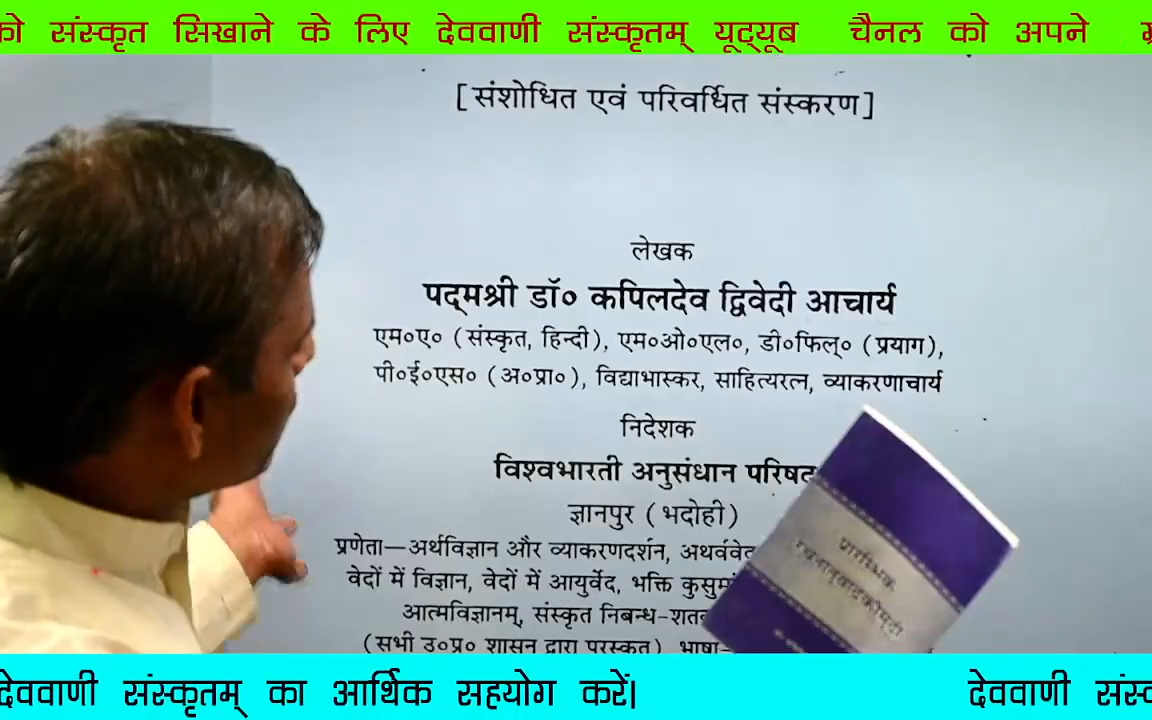 को संस्कृत सिखाने के लिए देववाणी संस्कृतम् यूट्यूब चैनल को अपने
[संशोधित एवं परिवर्धित संस्करण]
लेखक
पद्मश्री डॉ० कपिलदेव द्विवेदी आचार्य
एम०ए० (संस्कृत, हिन्दी), एम०ओ०एल०, डी०फिल्० (प्रयाग),
पी०ई०एस० (अ०प्रा०), विद्याभास्कर, साहित्यरत्न, व्याकरणाचार्य
निदेशक
विश्वभारती अनुसंधान परिषद
ज्ञानपुर (भदोही)
प्रणेता—अर्थविज्ञान और व्याकरणदर्शन, अथर्ववे
वेदों में विज्ञान, वेदों में आयुर्वेद, भक्ति कुसुमां
आत्मविज्ञानम्, संस्कृत निबन्ध-शत
(सभी उ०प्र० शासन द्वारा पुरस्कृत) भाषा-
प्रारम्भिक
रचनानुवादकौमुदी
देववाणी संस्कृतम् का आर्थिक सहयोग करें। देववाणी संस्